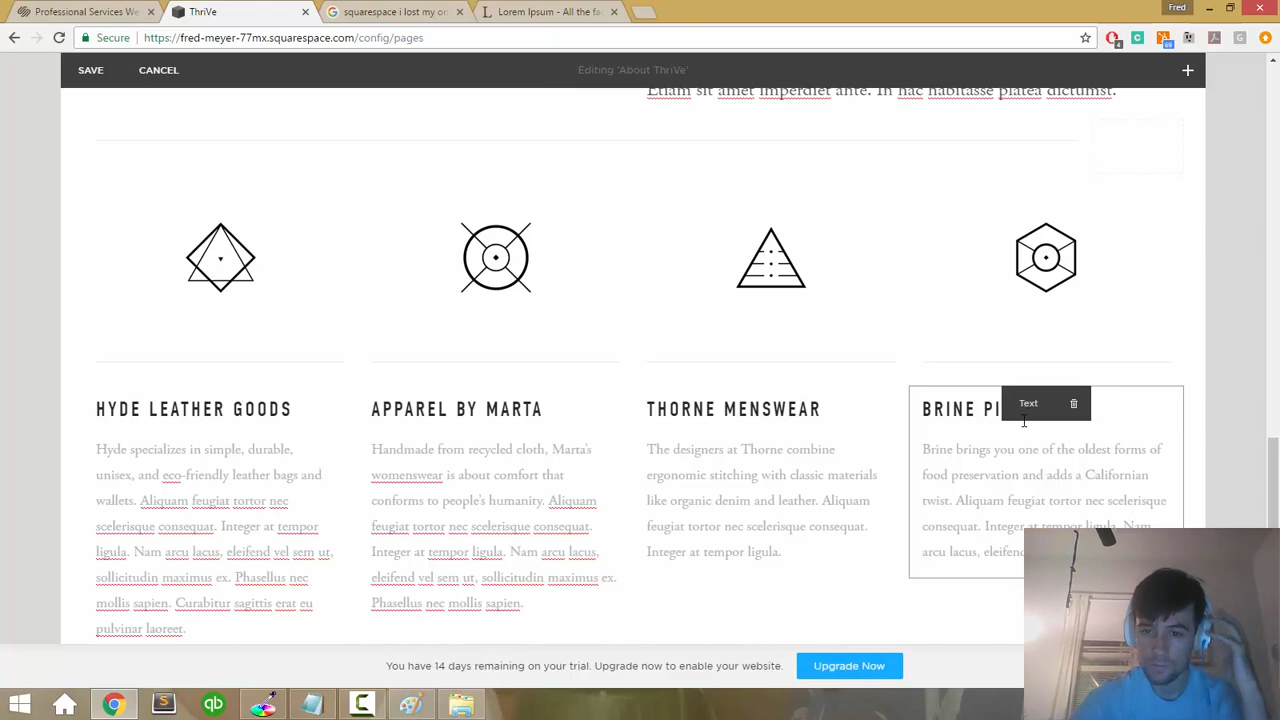 Professional Services We
ThriVe
squarespace i lost my or
Lorem Ipsum - All the fa
Fred
Secure
https://fred-meyer-77mx.squarespace.com/config/pages
SAVE
CANCEL
Editing 'About ThriVe'
Etiam sit amet imperdiet ante. In hac habitasse platea dictumst.
HYDE LEATHER GOODS
Hyde specializes in simple, durable,
unisex, and eco-friendly leather bags and
wallets. Aliquam feugiat tortor nec
scelerisque consequat. Integer at tempor
ligula. Nam arcu lacus, eleifend vel sem ut,
sollicitudin maximus ex. Phasellus nec
mollis sapien. Curabitur sagittis erat eu
pulvinar laoreet.
APPAREL BY MARTA
Handmade from recycled cloth, Marta's
womenswear is about comfort that
conforms to people's humanity. Aliquam
feugiat tortor nec scelerisque consequat.
Integer at tempor ligula. Nam arcu lacus,
eleifend vel sem ut, sollicitudin maximus ex.
Phasellus nec mollis sapien.
THORNE MENSWEAR
The designers at Thorne combine
ergonomic stitching with classic materials
like organic denim and leather. Aliquam
feugiat tortor nec scelerisque consequat.
Integer at tempor ligula.
BRINE
Text
Brine brings you one of the oldest forms of
food preservation and adds a Californian
twist. Aliquam feugiat tortor nec scelerisque
consequat. Integer at tempor ligula. Nam
arcu lacus, eleifend
You have 14 days remaining on your trial. Upgrade now to enable your website.
Upgrade Now